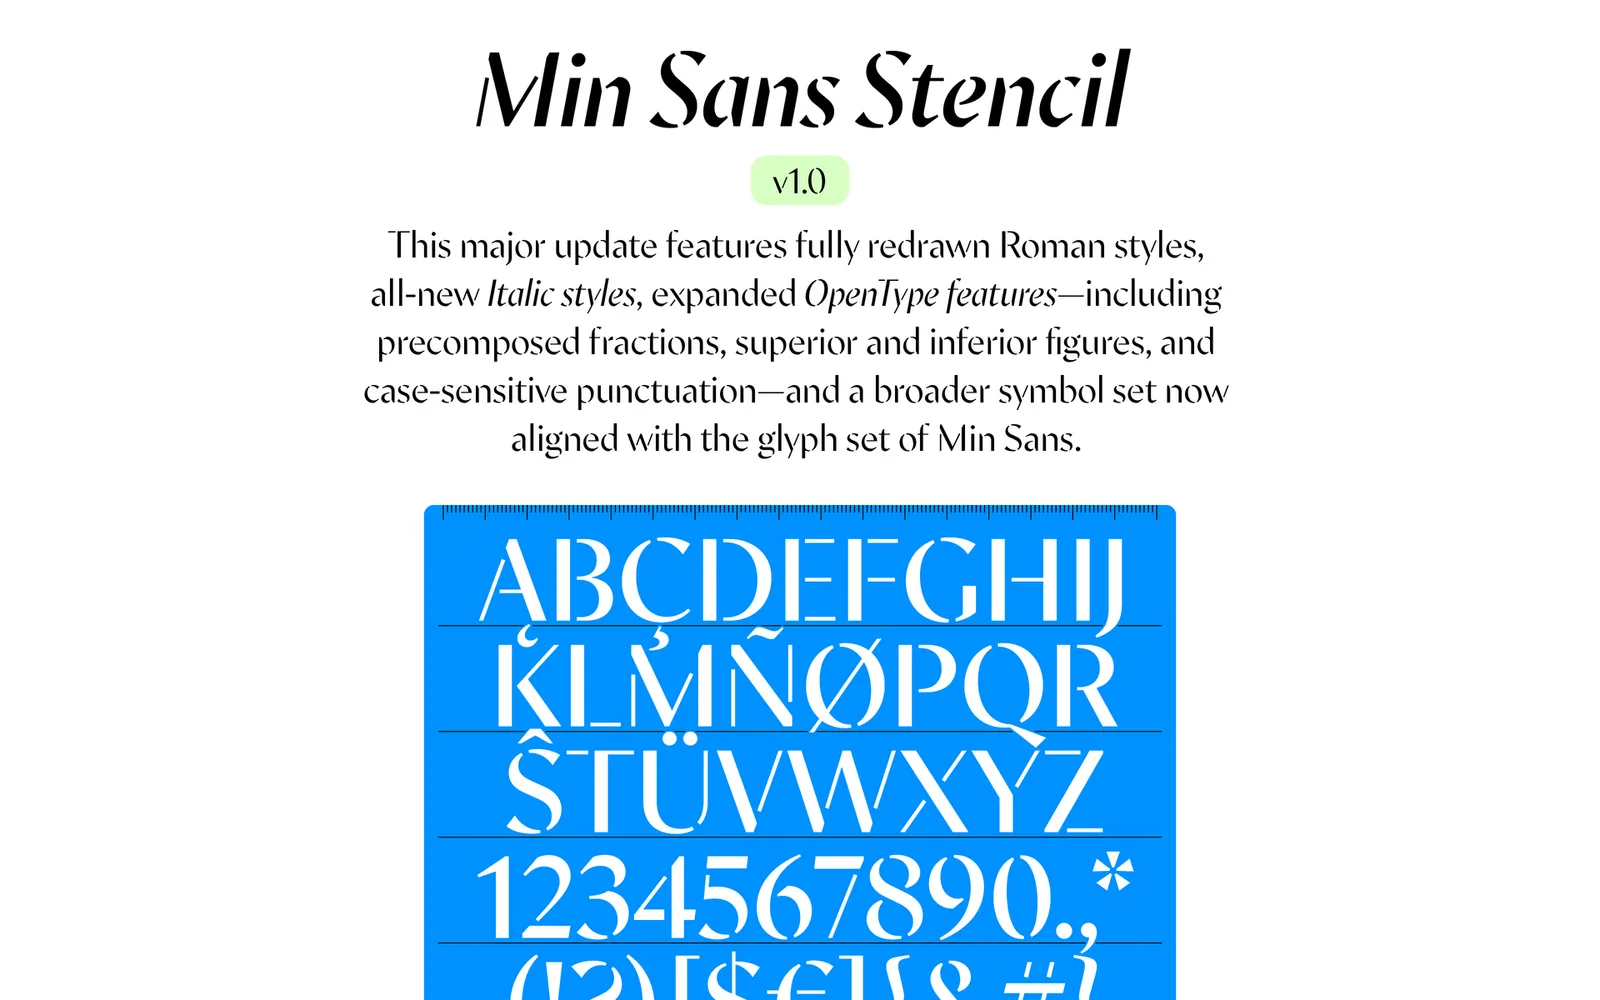 Min Sans Stencil
v1.0
This major update features fully redrawn Roman styles,
all-new Italic styles, expanded OpenType features—including
precomposed fractions, superior and inferior figures, and
case-sensitive punctuation—and a broader symbol set now
aligned with the glyph set of Min Sans.
ABÇDEFGHIJ
ĶLM̦ÑØPQR
ŜTÜVWXYZ
1234567890.,*
(!?)[$€]{&#}